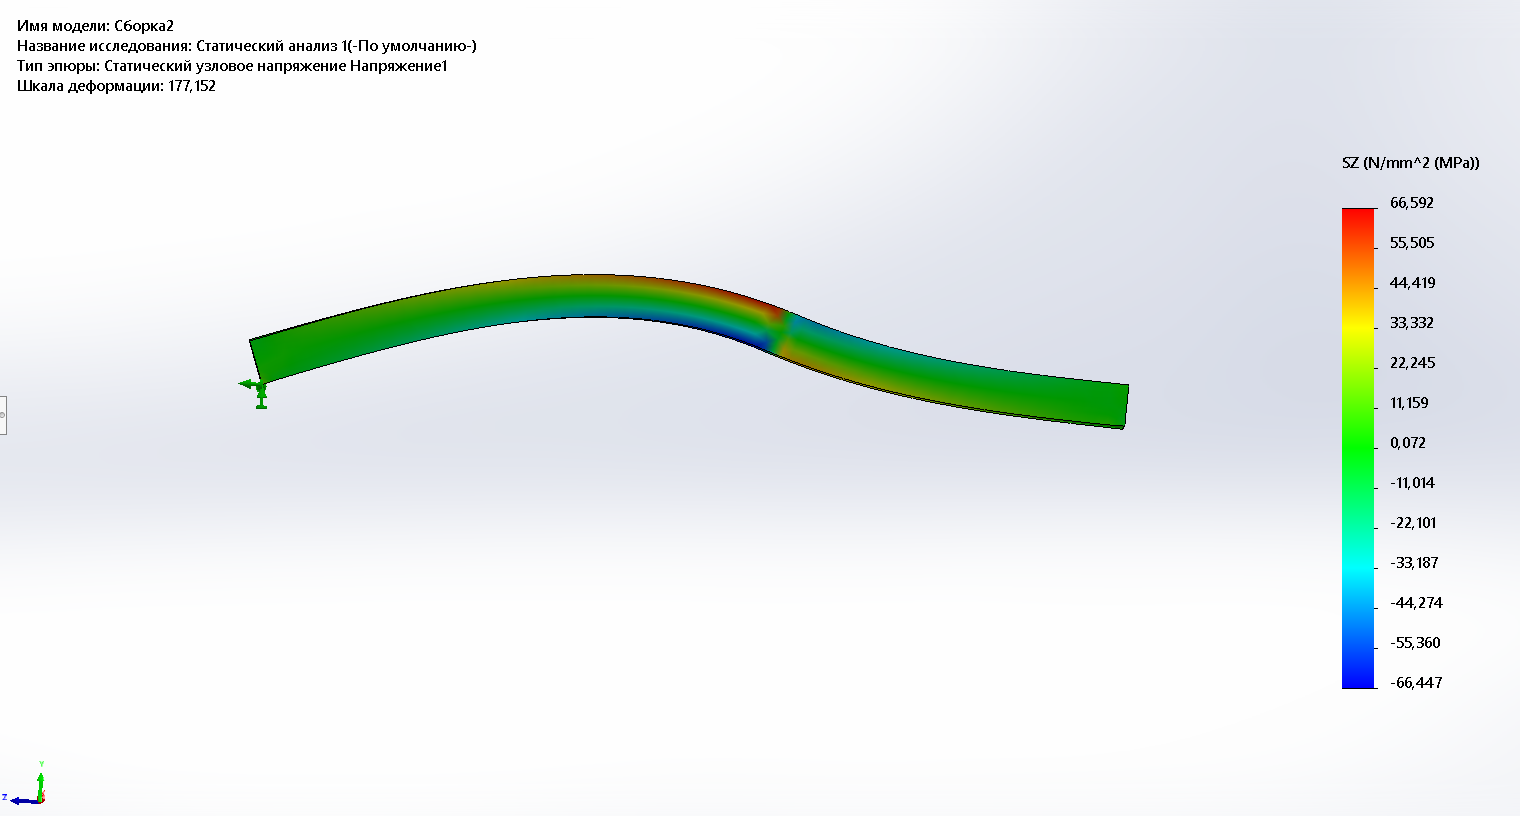 Имя модели: Сборка2
Название исследования: Статический анализ 1(-По умолчанию-)
Тип эпюры: Статический узловое напряжение Напряжение1
Шкала деформации: 177,152
SZ (N/mm^2 (MPa))
66,592
55,505
44,419
33,332
22,245
11,159
0,072
-11,014
-22,101
-33,187
-44,274
-55,360
-66,447
Y
Z